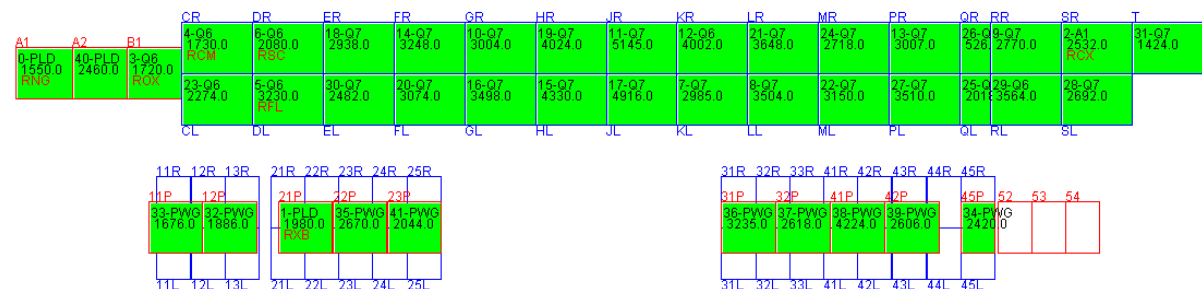 CR DR ER FR GR HR JR KR LR MR PR QR RR SR T
4-Q6 6-Q6 18-Q7 14-Q7 10-Q7 19-Q7 11-Q7 12-Q6 21-Q7 24-Q7 13-Q7 26-Q 9-Q7 2-A1 31-Q7
1730.0 2080.0 2938.0 3248.0 3004.0 4024.0 5145.0 4002.0 3648.0 2718.0 3007.0 526. 2770.0 2532.0 1424.0
RCM RSC RCX
A1 A2 B1
0-PLD 40-PLD 3-Q6
1550.0 2460.0 1720.0
RNG ROX
23-Q6 5-Q6 30-Q7 20-Q7 16-Q7 15-Q7 17-Q7 7-Q7 8-Q7 22-Q7 27-Q7 25-Q 29-Q6 28-Q7
2274.0 3230.0 2482.0 3074.0 3498.0 4330.0 4916.0 2985.0 3504.0 3150.0 3510.0 2018 3564.0 2692.0
RFL
CL DL EL FL GL HL JL KL LL ML PL QL RL SL
11R 12R 13R 21R 22R 23R 24R 25R 31R 32R 33R 41R 42R 43R 44R 45R
11P 12P 21P 22P 23P 31P 32P 41P 42P 45P 52 53 54
33-PWG 32-PWG 1-PLD 35-PWG 41-PWG 36-PWG 37-PWG 38-PWG 39-PWG 34-PWG
1676.0 1886.0 1980.0 2670.0 2044.0 3235.0 2618.0 4224.0 2606.0 2420.0
RXB
11L 12L 13L 21L 22L 23L 24L 25L 31L 32L 33L 41L 42L 43L 44L 45L